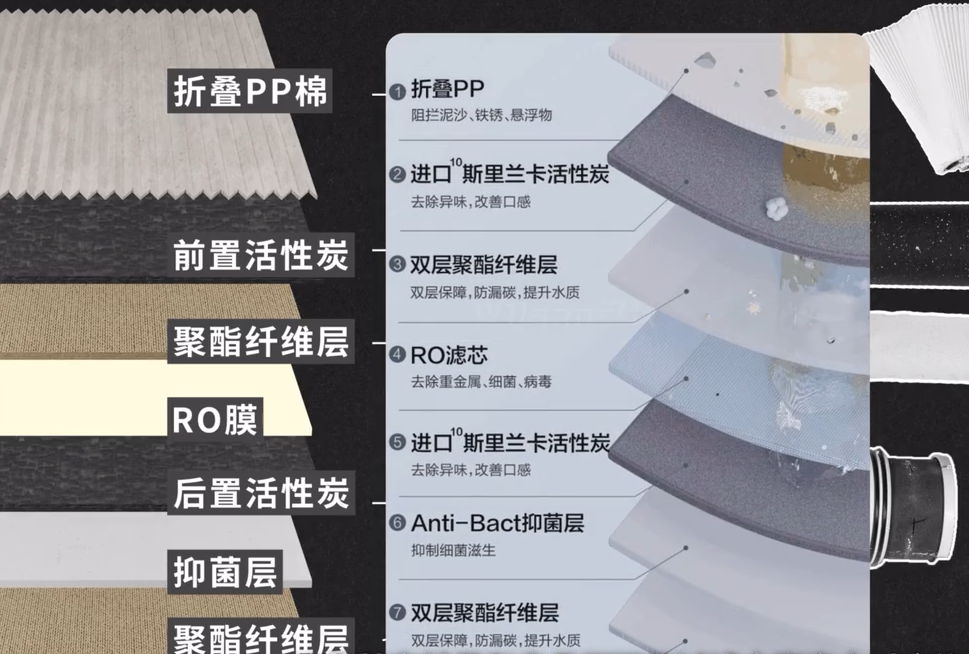 折叠PP棉
前置活性炭
聚酯纤维层
RO膜
后置活性炭
抑菌层
聚酯纤维层
1 折叠PP
阻拦泥沙、铁锈、悬浮物
2 进口10斯里兰卡活性炭
去除异味,改善口感
3 双层聚酯纤维层
双层保障,防漏碳,提升水质
4 RO滤芯
去除重金属、细菌、病毒
5 进口10斯里兰卡活性炭
去除异味,改善口感
6 Anti-Bact抑菌层
抑制细菌滋生
7 双层聚酯纤维层
双层保障,防漏碳,提升水质